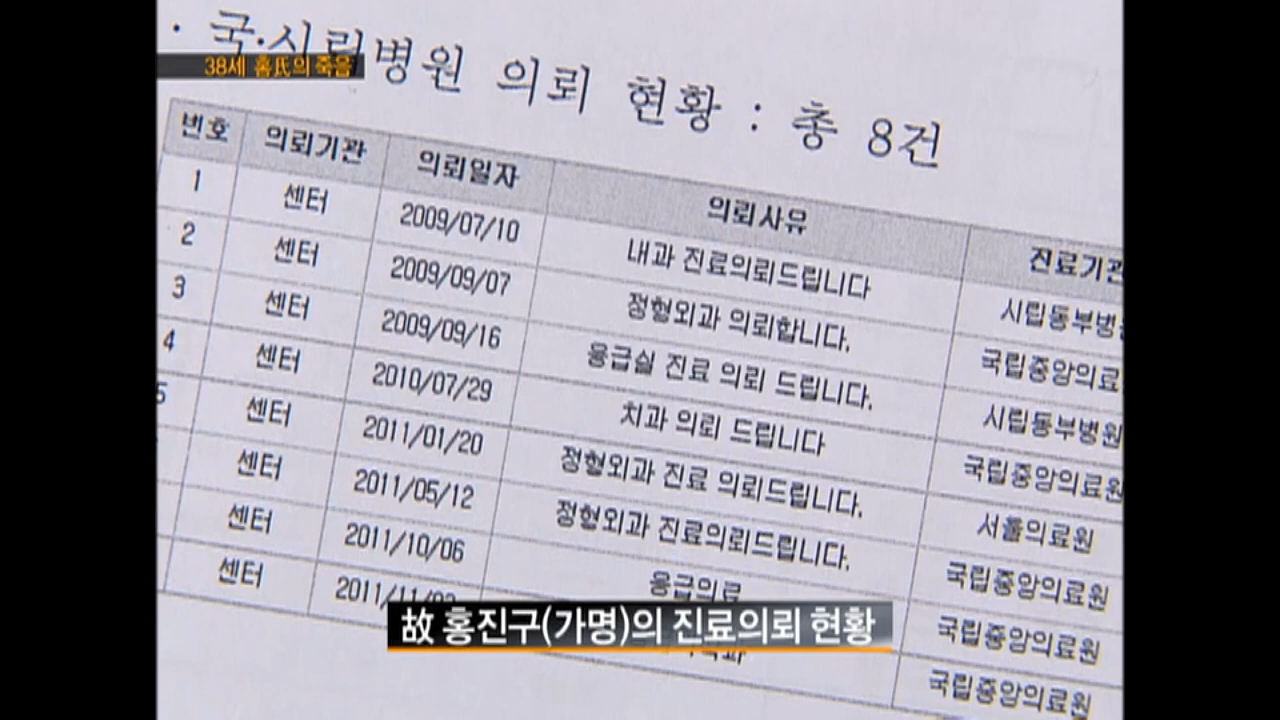 · 국·시립병원 의뢰 현황 : 총 8건
38세 홍氏의 죽음
번호 의뢰기관 의뢰일자 의뢰사유 진료기관
1 센터 2009/07/10 내과 진료의뢰드립니다 시립동부병원
2 센터 2009/09/07 정형외과 의뢰합니다. 국립중앙의료
3 센터 2009/09/16 응급실 진료 의뢰 드립니다. 시립동부병원
4 센터 2010/07/29 치과 의뢰 드립니다 국립중앙의료원
5 센터 2011/01/20 정형외과 진료 의뢰드립니다. 서울의료원
센터 2011/05/12 정형외과 진료의뢰드립니다. 국립중앙의료원
센터 2011/10/06 응급의료 국립중앙의료원
센터 국립중앙의료원
故 홍진구(가명)의 진료의뢰 현황